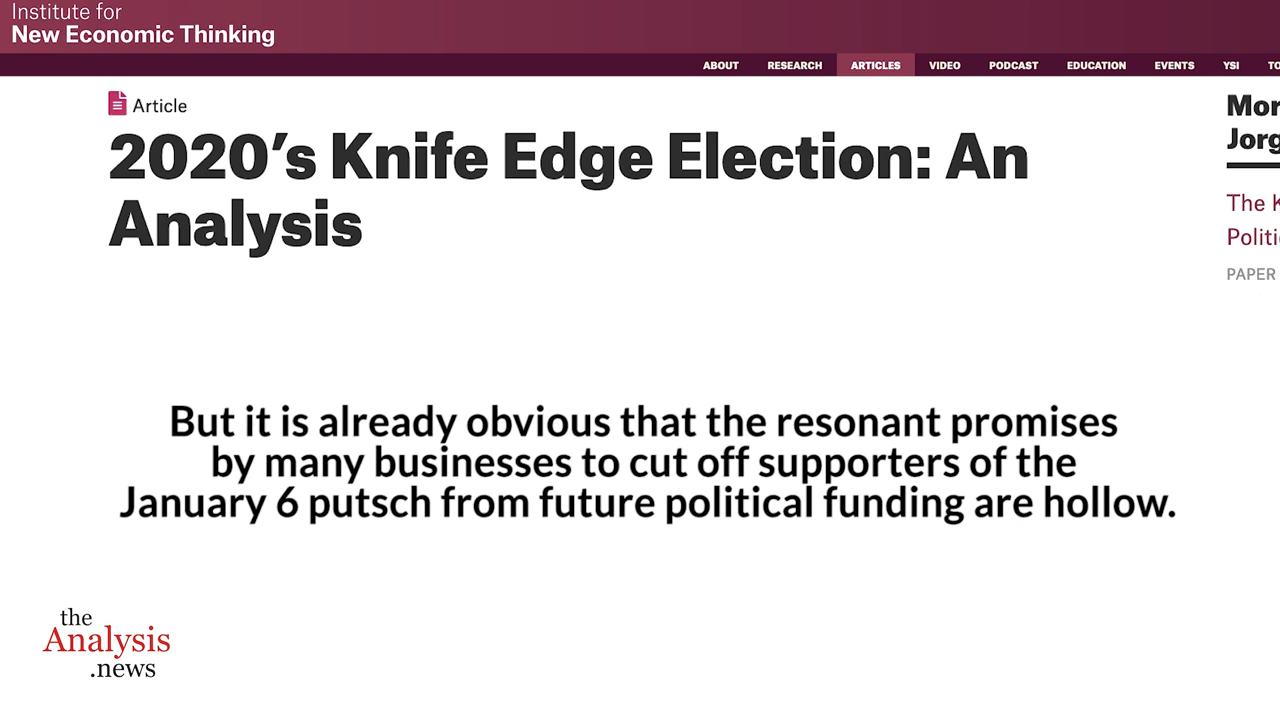 Institute for
New Economic Thinking
ABOUT RESEARCH ARTICLES VIDEO PODCAST EDUCATION EVENTS YSI
Article
2020’s Knife Edge Election: An
Analysis
The
PAPER
But it is already obvious that the resonant promises
by many businesses to cut off supporters of the
January 6 putsch from future political funding are hollow.
the
Analysis
.news